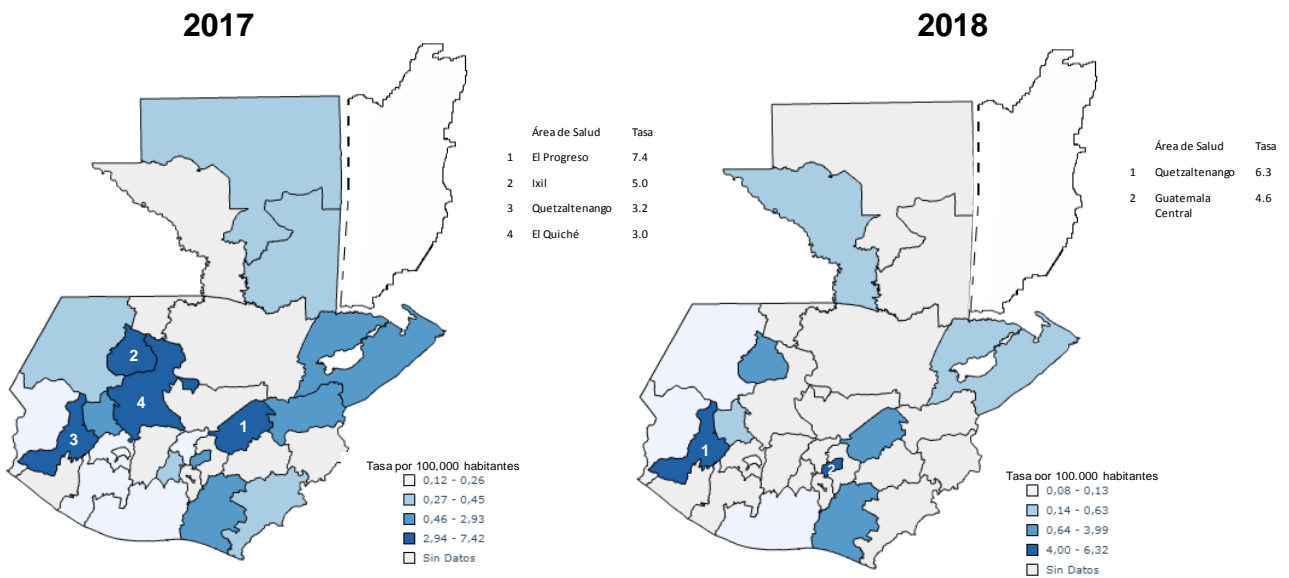 2017
2018
Área de Salud Tasa
1 El Progreso 7.4
2 Ixil 5.0
3 Quetzaltenango 3.2
4 El Quiché 3.0
Área de Salud Tasa
1 Quetzaltenango 6.3
2 Guatemala 4.6
Central
2
4
1
3
Tasa por 100,000 habitantes
0,12 - 0,26
0,27 - 0,45
0,46 - 2,93
2,94 - 7,42
Sin Datos
1
2
Tasa por 100.000 habitantes
0,08 - 0,13
0,14 - 0,63
0,64 - 3,99
4,00 - 6,32
Sin Datos